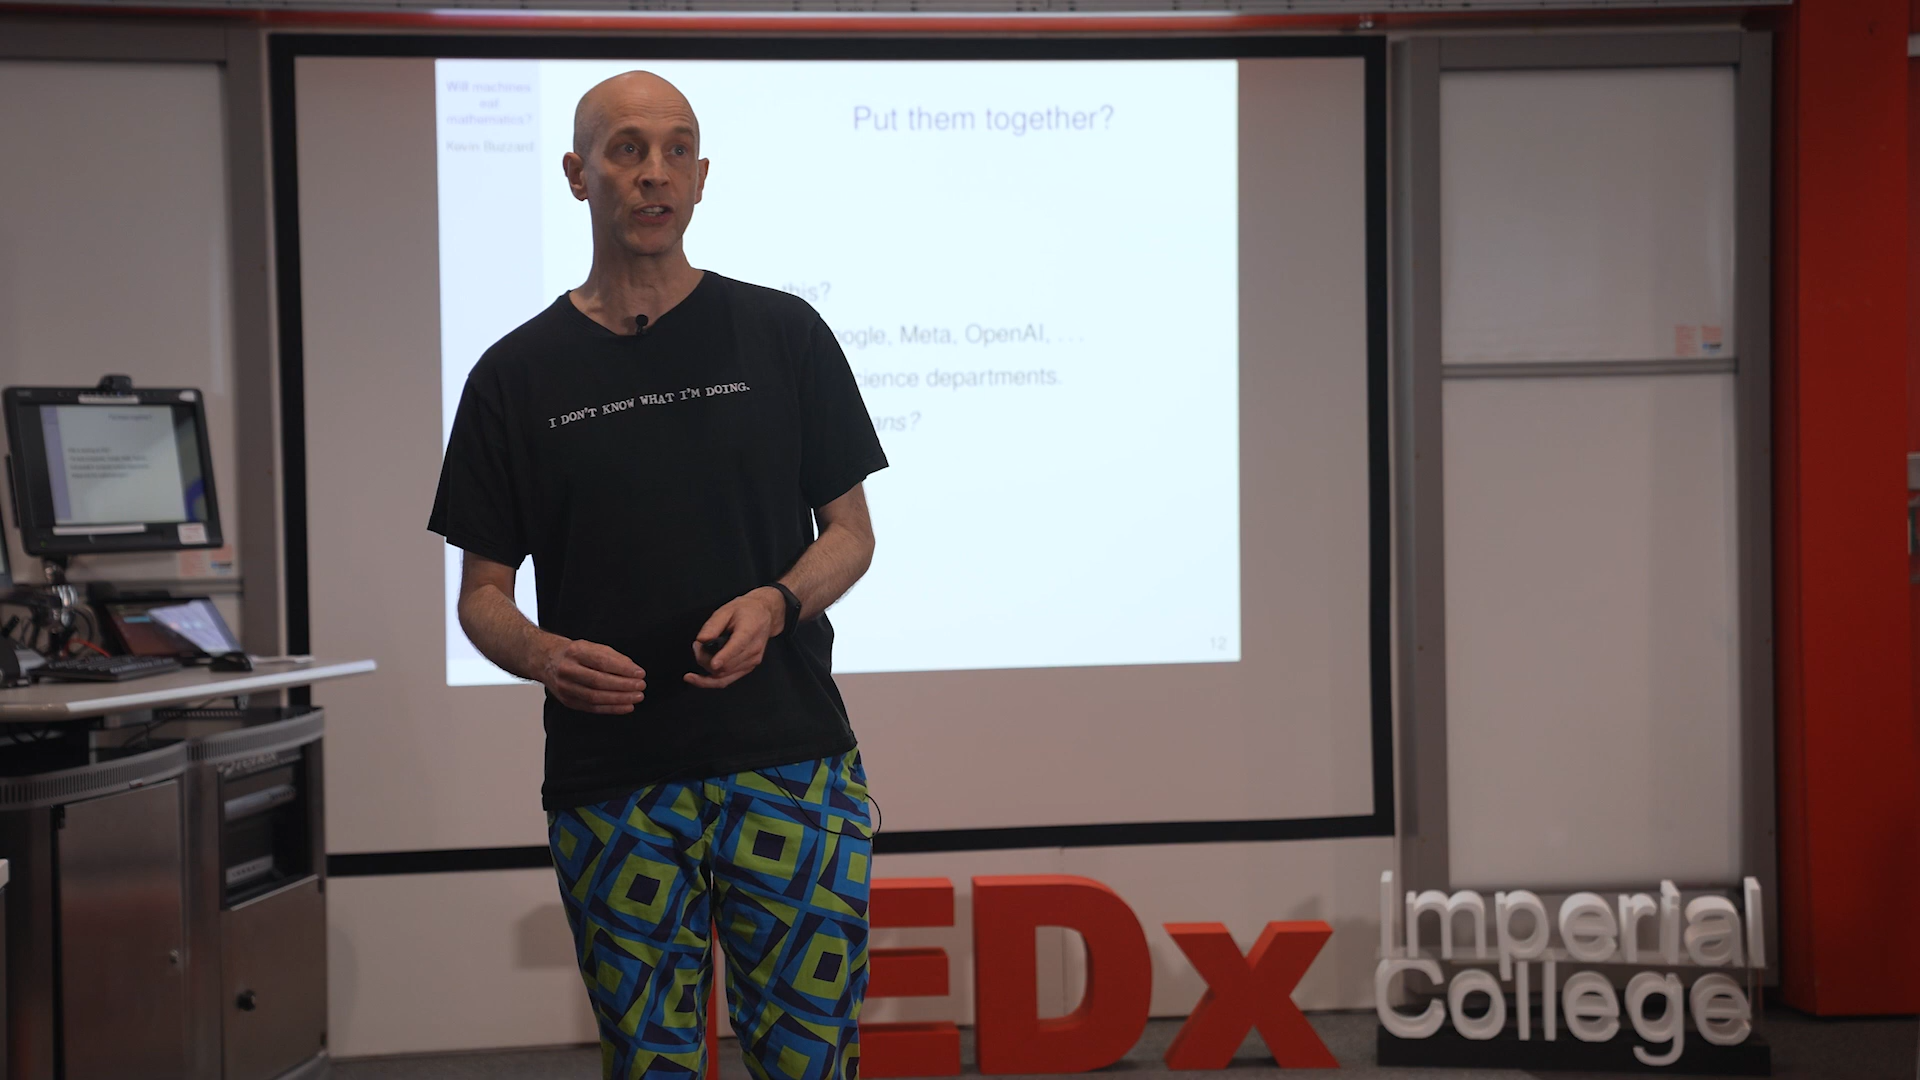 Will machines
eat
mathematics?
Kevin Buzzard
Put them together?
this?
ogle, Meta, OpenAI, . . .
cience departments.
ans?
12
I DON'T KNOW WHAT I'M DOING.
EDx
Imperial
College